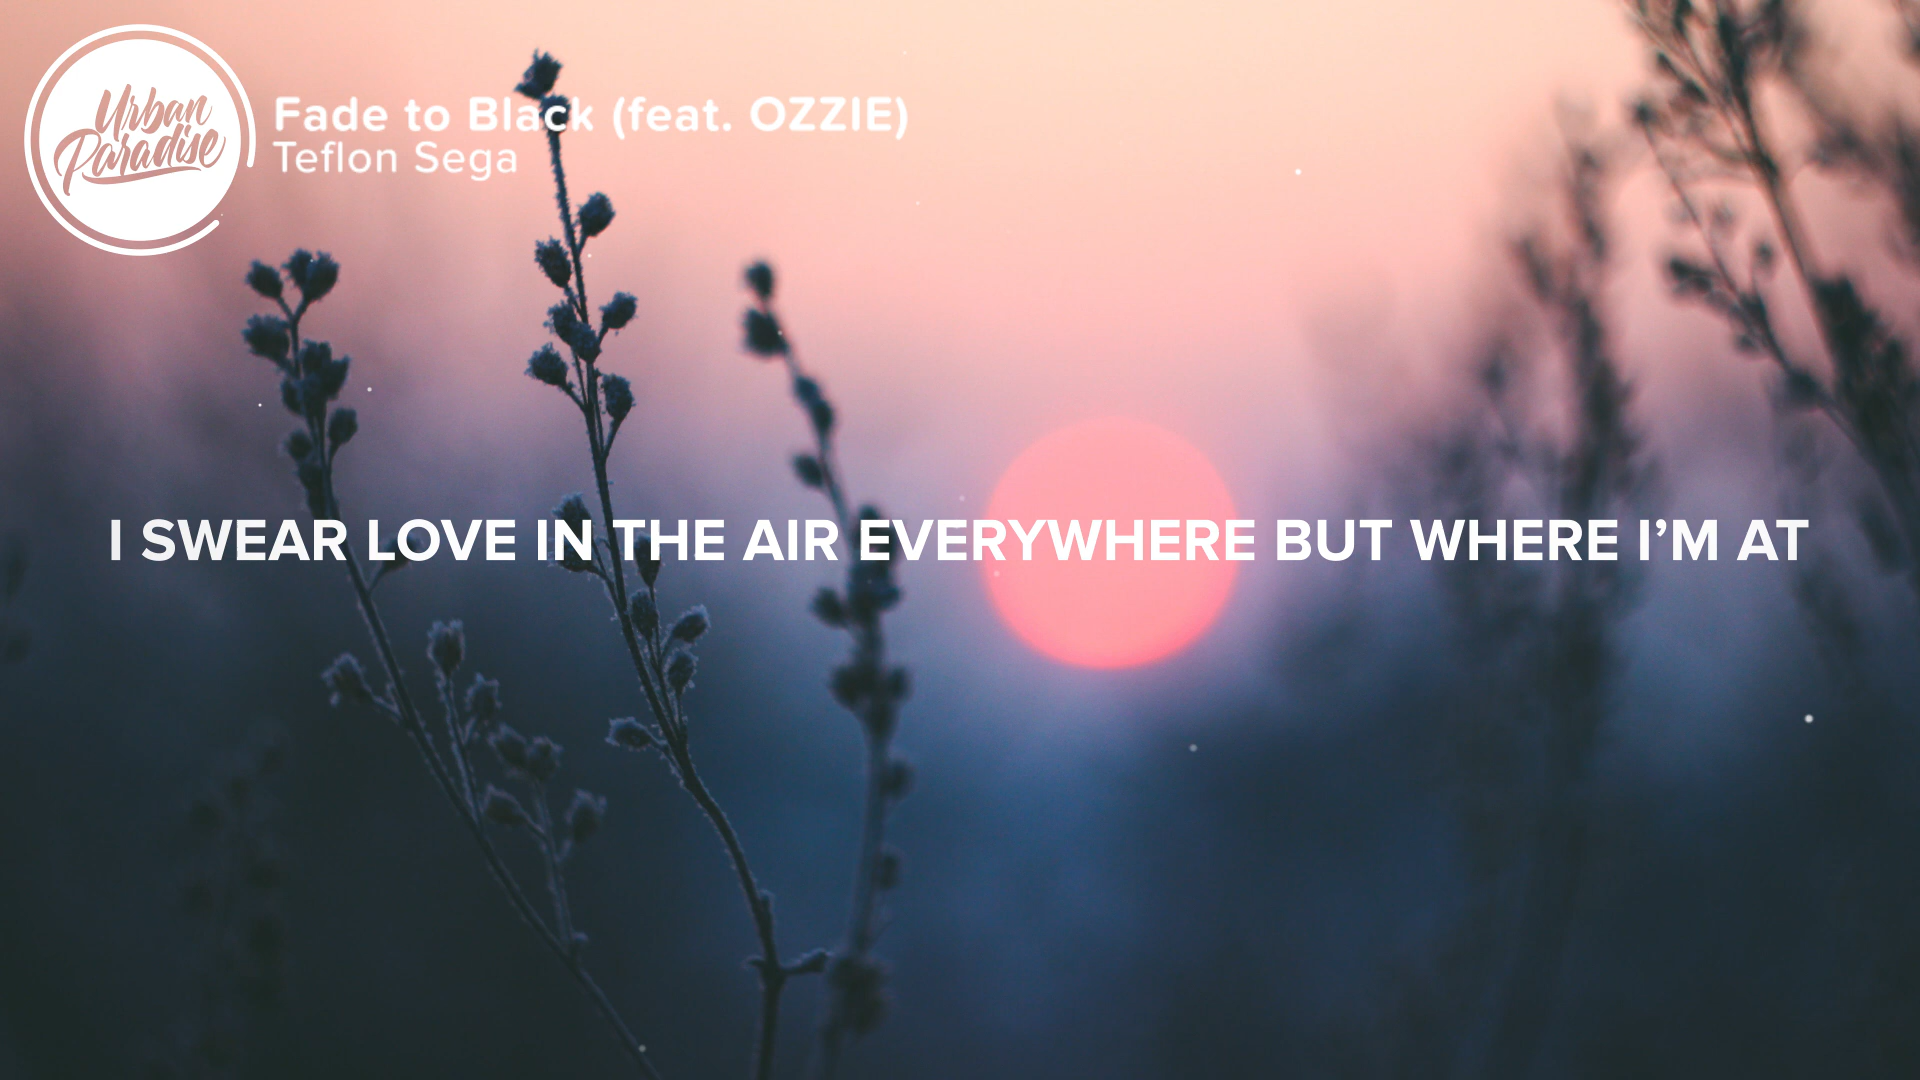 Urban
Paradise
Fade to Black (feat. OZZIE)
Teflon Sega
I SWEAR LOVE IN THE AIR EVERYWHERE BUT WHERE I’M AT